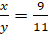 x/y = 9/11